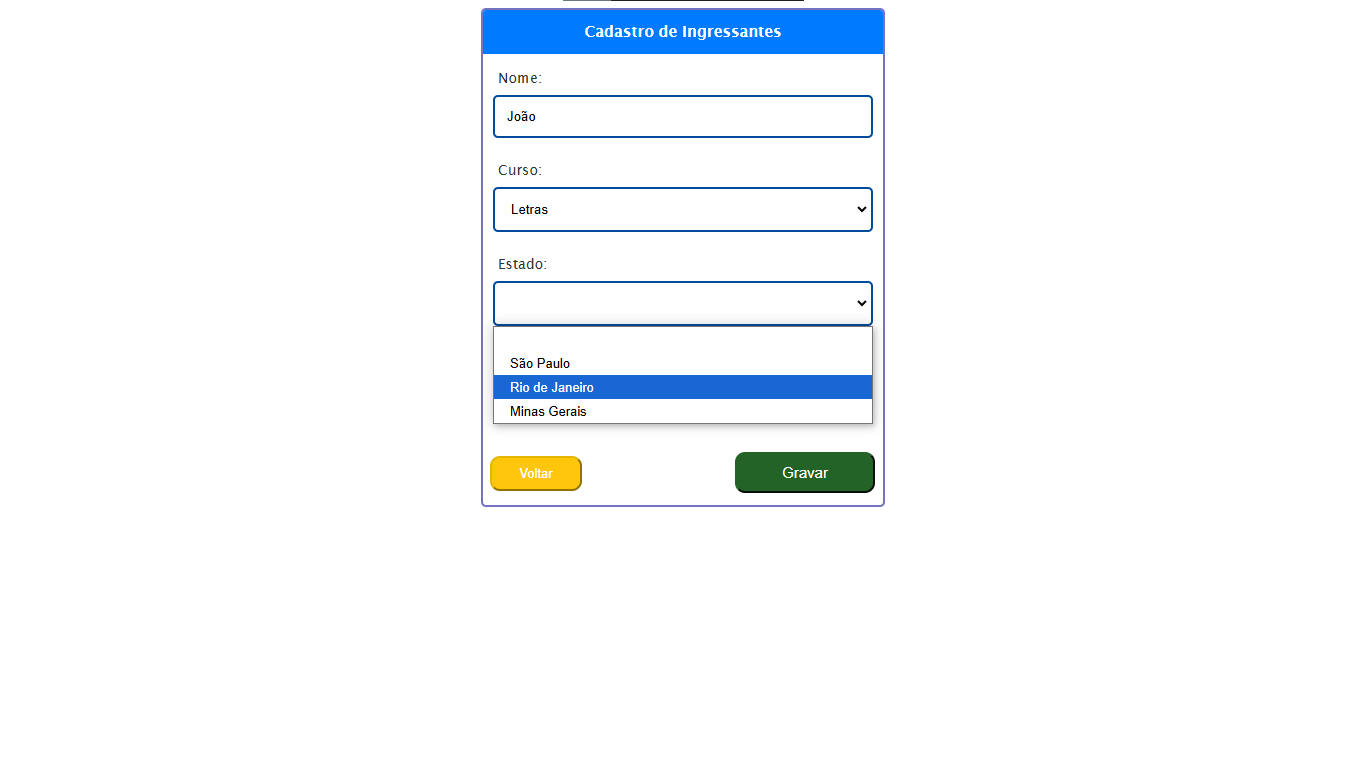 Cadastro de Ingressantes
Nome:
João
Curso:
Letras
Estado:
São Paulo
Rio de Janeiro
Minas Gerais
Voltar
Gravar